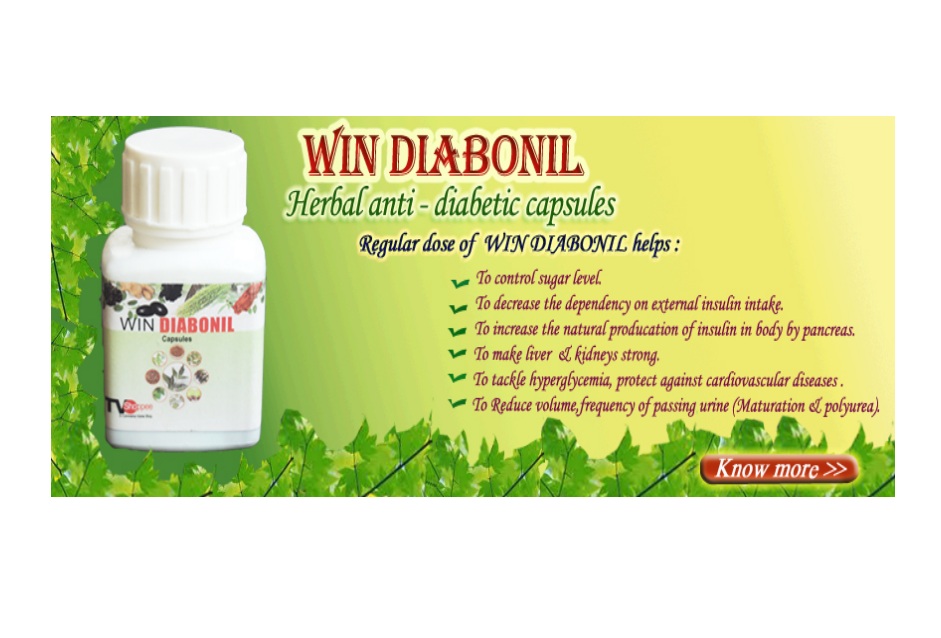 WIN DIABONIL
Herbal anti - diabetic capsules
Regular dose of WIN DIABONIL helps :
To control sugar level.
To decrease the dependency on external insulin intake.
To increase the natural producation of insulin in body by pancreas.
To make liver & kidneys strong.
To tackle hyperglycemia, protect against cardiovascular diseases .
To Reduce volume,frequency of passing urine (Maturation & polyurea).
Know more >>
WIN DIABONIL
Capsules
TV Shoppee